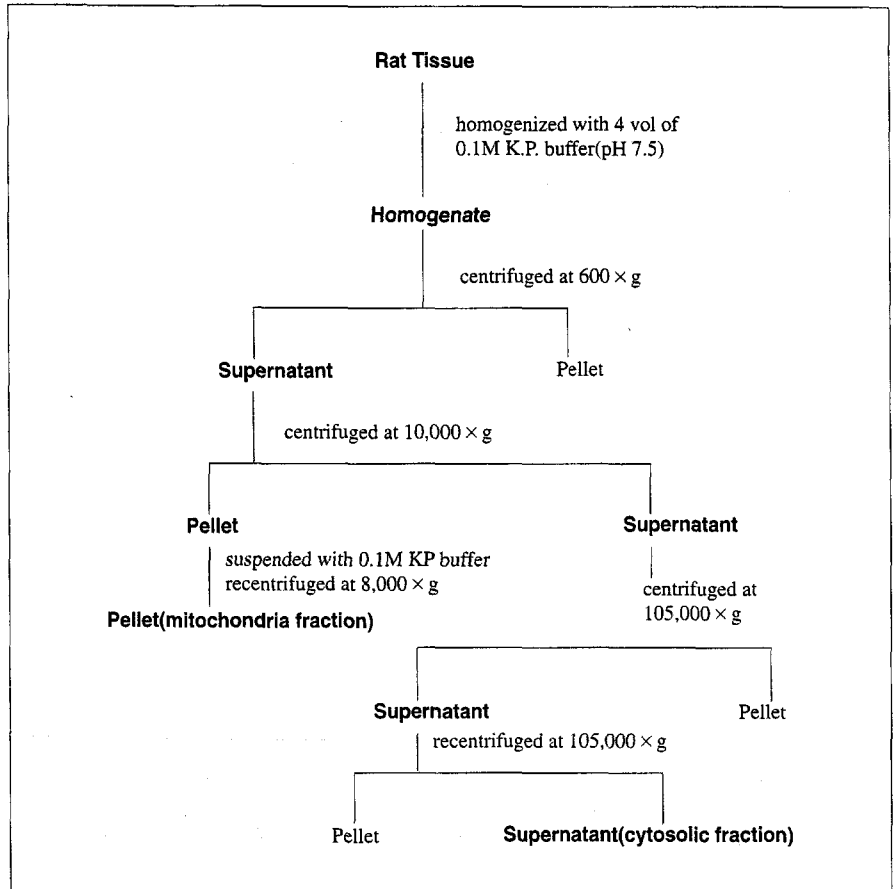 Rat Tissue
homogenized with 4 vol of
0.1M K.P. buffer(pH 7.5)
Homogenate
centrifuged at 600 × g
Supernatant
Pellet
centrifuged at 10,000 × g
Pellet
Supernatant
suspended with 0.1M KP buffer
recentrifuged at 8,000 × g
centrifuged at
105,000 × g
Pellet(mitochondria fraction)
Supernatant
Pellet
recentrifuged at 105,000 × g
Pellet
Supernatant(cytosolic fraction)